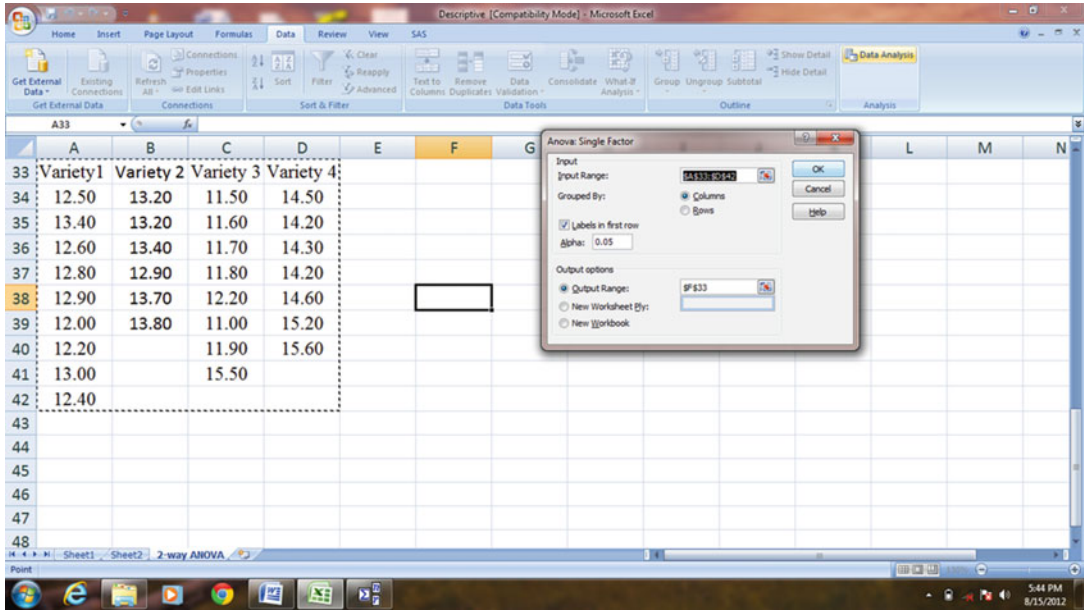 Descriptive [Compatibility Mode] - Microsoft Excel
Home Insert Page Layout Formulas Data Review View SAS
Get External Data
Existing Connections
Refresh All
Connections
Properties
Edit Links
Sort
Filter
Clear
Reapply
Advanced
Text to Columns
Remove Duplicates
Data Validation
Consolidate
What-If Analysis
Group
Ungroup
Subtotal
Show Detail
Hide Detail
Data Analysis
Get External Data Connections Sort & Filter Data Tools Outline Analysis
A33 fx
A B C D E F G L M N
33 Variety1 Variety 2 Variety 3 Variety 4
34 12.50 13.20 11.50 14.50
35 13.40 13.20 11.60 14.20
36 12.60 13.40 11.70 14.30
37 12.80 12.90 11.80 14.20
38 12.90 13.70 12.20 14.60
39 12.00 13.80 11.00 15.20
40 12.20 11.90 15.60
41 13.00 15.50
42 12.40
43
44
45
46
47
48
Anova: Single Factor
Input
Input Range: $A$33:$D$42
Grouped By: Columns
Rows
Labels in first row
Alpha: 0.05
Output options
Output Range: $F$33
New Worksheet Ply:
New Workbook
OK
Cancel
Help
Sheet1 Sheet2 2-way ANOVA
Point
5:44 PM
8/15/2012